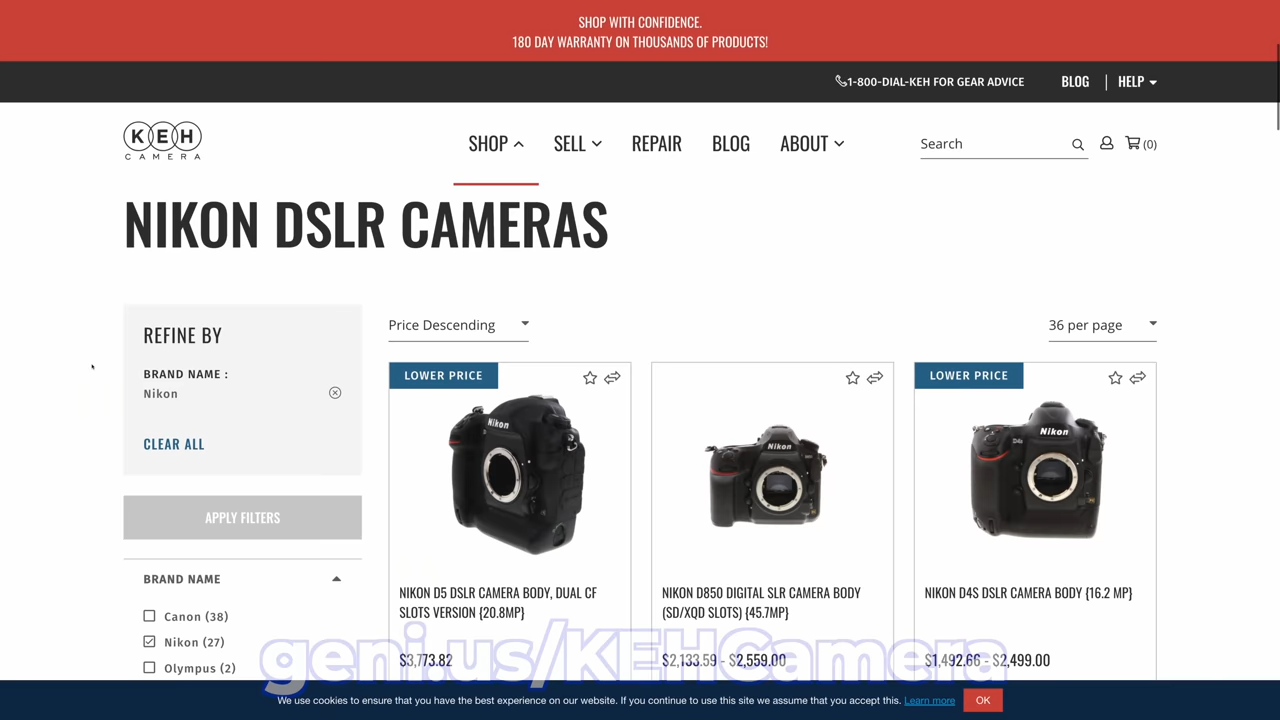 SHOP WITH CONFIDENCE.
180 DAY WARRANTY ON THOUSANDS OF PRODUCTS!
1-800-DIAL-KEH FOR GEAR ADVICE
BLOG
HELP
KEH
CAMERA
SHOP
SELL
REPAIR
BLOG
ABOUT
Search
(0)
NIKON DSLR CAMERAS
REFINE BY
BRAND NAME :
Nikon
CLEAR ALL
APPLY FILTERS
BRAND NAME
Canon (38)
Nikon (27)
Olympus (2)
Price Descending
36 per page
LOWER PRICE
Nikon
NIKON D5 DSLR CAMERA BODY, DUAL CF
SLOTS VERSION {20.8MP}
$3,773.82
Nikon
NIKON D850 DIGITAL SLR CAMERA BODY
(SD/XQD SLOTS) {45.7MP}
$2,133.59 - $2,559.00
LOWER PRICE
Nikon
D4s
NIKON D4S DSLR CAMERA BODY {16.2 MP}
$1,492.66 - $2,499.00
geni.us/KEHCamera
We use cookies to ensure that you have the best experience on our website. If you continue to use this site we assume that you accept this. Learn more
OK